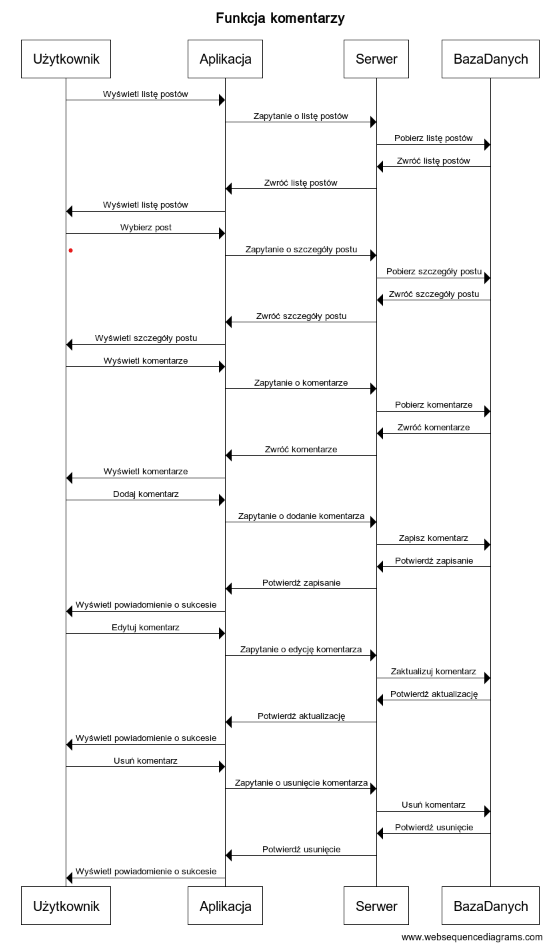 Funkcja komentarzy
Użytkownik Aplikacja Serwer BazaDanych
Wyświetl listę postów
Zapytanie o listę postów
Pobierz listę postów
Zwróć listę postów
Zwróć listę postów
Wyświetl listę postów
Wybierz post
Zapytanie o szczegóły postu
Pobierz szczegóły postu
Zwróć szczegóły postu
Zwróć szczegóły postu
Wyświetl szczegóły postu
Wyświetl komentarze
Zapytanie o komentarze
Pobierz komentarze
Zwróć komentarze
Zwróć komentarze
Wyświetl komentarze
Dodaj komentarz
Zapytanie o dodanie komentarza
Zapisz komentarz
Potwierdź zapisanie
Potwierdź zapisanie
Wyświetl powiadomienie o sukcesie
Edytuj komentarz
Zapytanie o edycję komentarza
Zaktualizuj komentarz
Potwierdź aktualizację
Potwierdź aktualizację
Wyświetl powiadomienie o sukcesie
Usuń komentarz
Zapytanie o usunięcie komentarza
Usuń komentarz
Potwierdź usunięcie
Potwierdź usunięcie
Wyświetl powiadomienie o sukcesie
Użytkownik Aplikacja Serwer BazaDanych
www.websequencediagrams.com